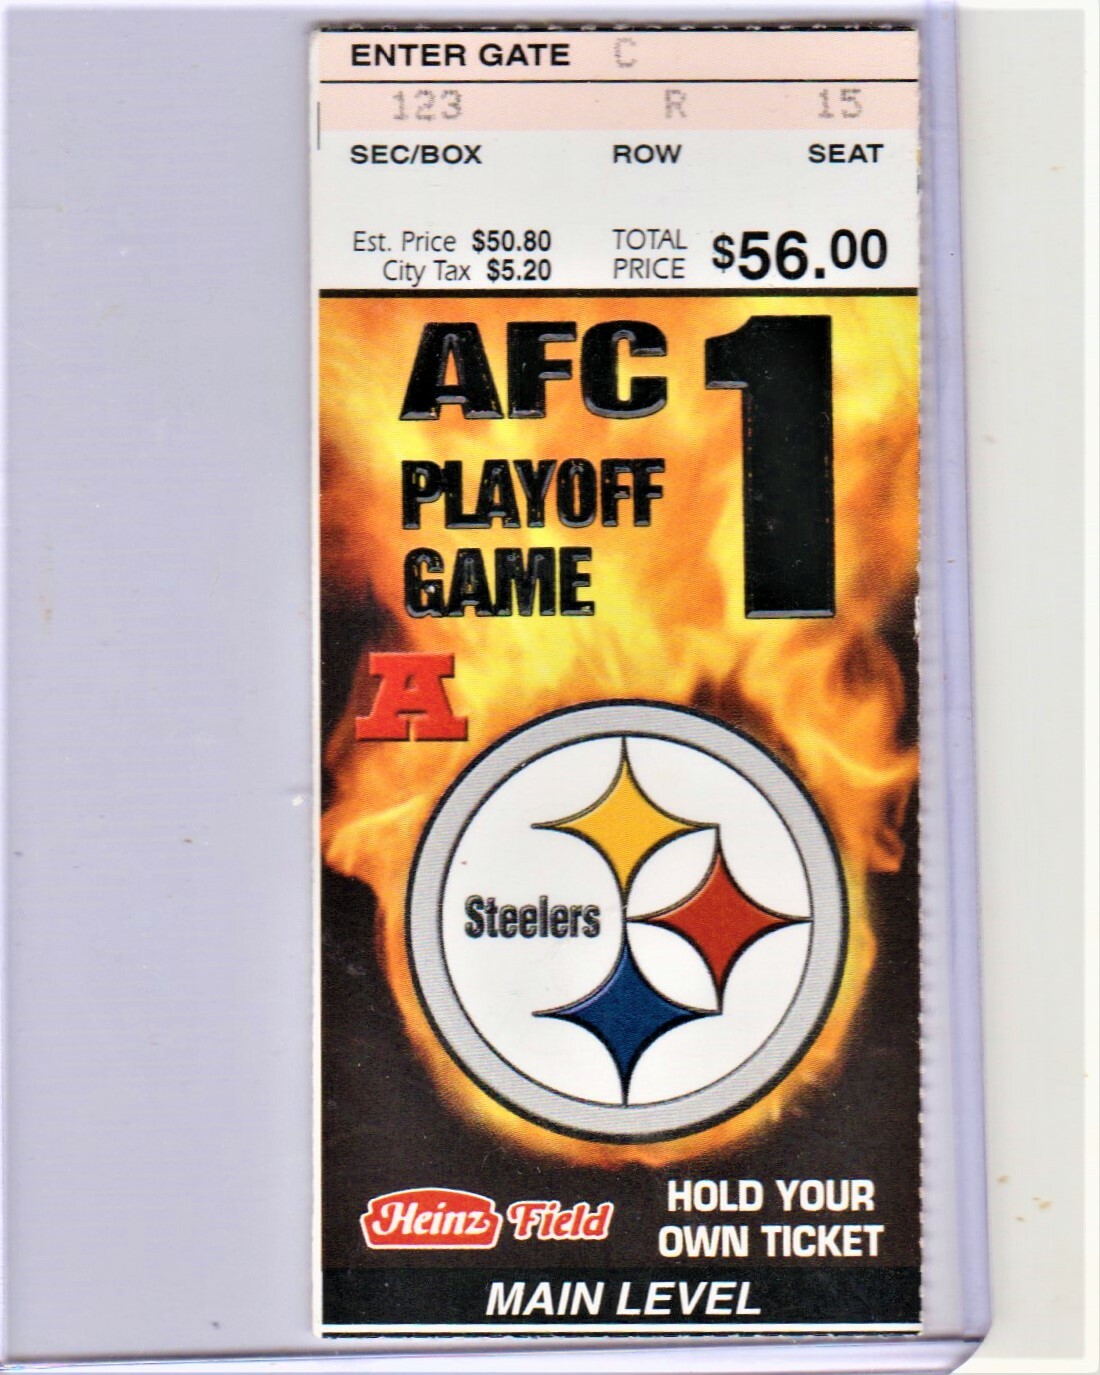 ENTER GATE C
123 R 15
SEC/BOX ROW SEAT
Est. Price $50.80 TOTAL PRICE $56.00
City Tax $5.20
AFC 1
PLAYOFF
GAME
A
Steelers
Heinz Field
HOLD YOUR
OWN TICKET
MAIN LEVEL